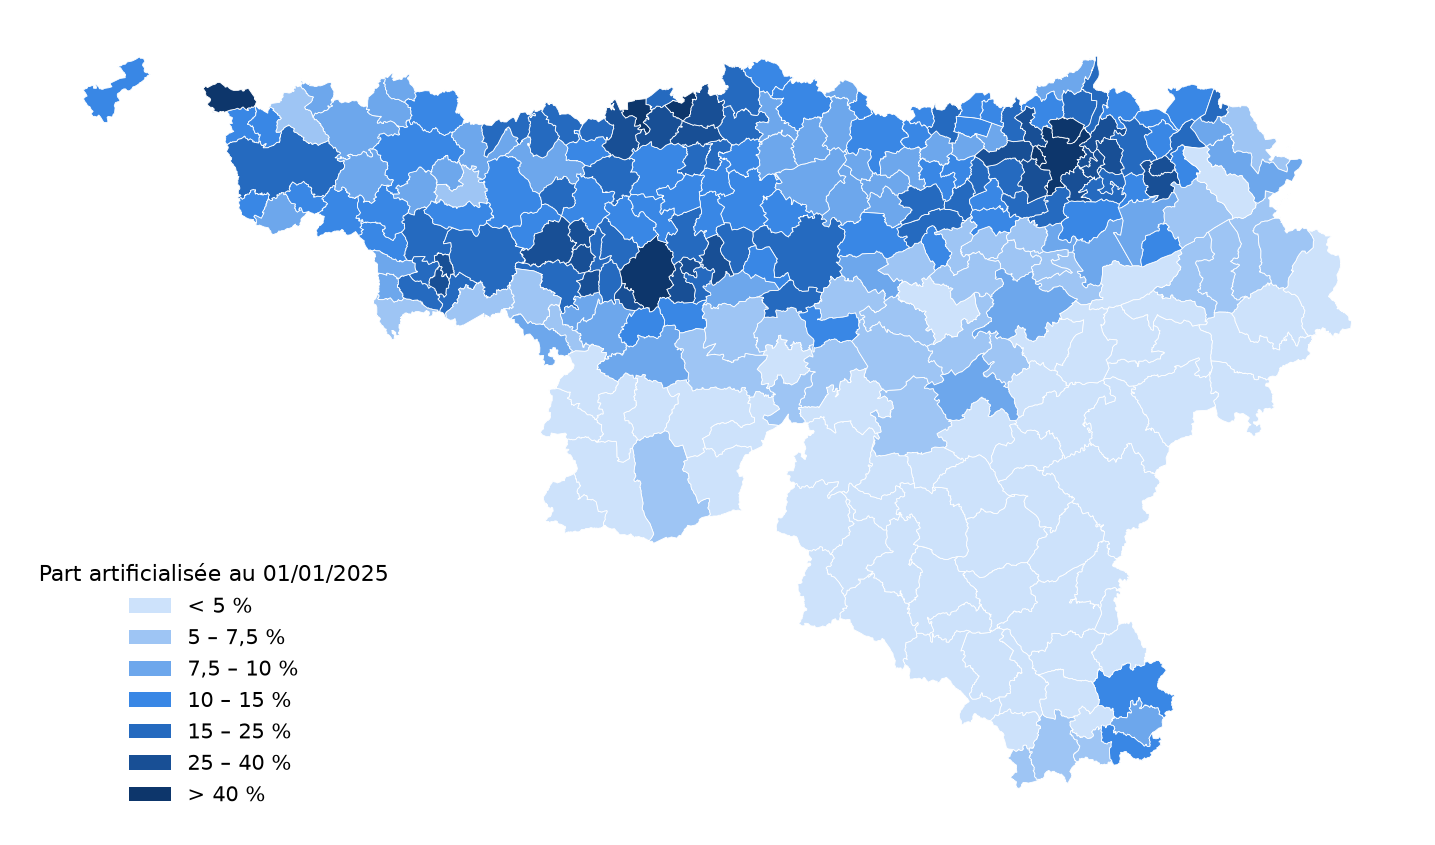 Part artificialisée au 01/01/2025
< 5 %
5 – 7,5 %
7,5 – 10 %
10 – 15 %
15 – 25 %
25 – 40 %
> 40 %